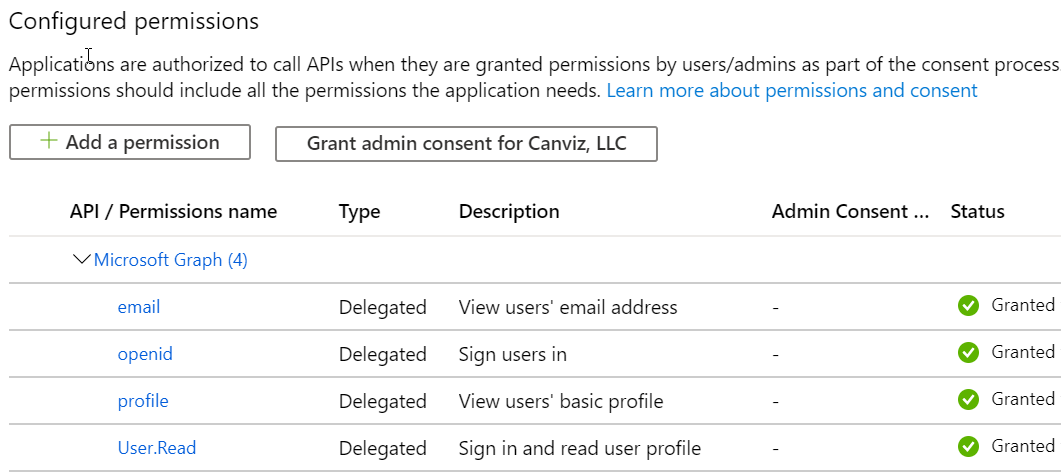 Configured permissions
Applications are authorized to call APIs when they are granted permissions by users/admins as part of the consent process
permissions should include all the permissions the application needs. Learn more about permissions and consent
+ Add a permission Grant admin consent for Canviz, LLC
API / Permissions name Type Description Admin Consent ... Status
Microsoft Graph (4)
email Delegated View users' email address - Granted
openid Delegated Sign users in - Granted
profile Delegated View users' basic profile - Granted
User.Read Delegated Sign in and read user profile - Granted